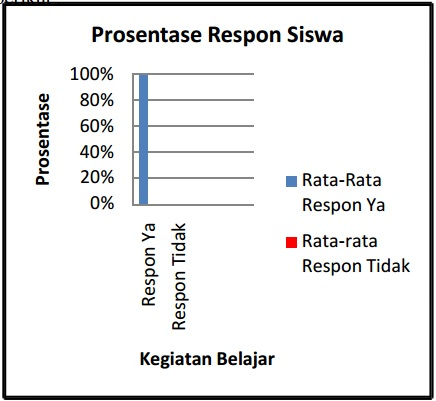 Prosentase Respon Siswa
Prosentase
100%
80%
60%
40%
20%
0%
Respon Ya
Respon Tidak
Kegiatan Belajar
Rata-Rata
Respon Ya
Rata-rata
Respon Tidak